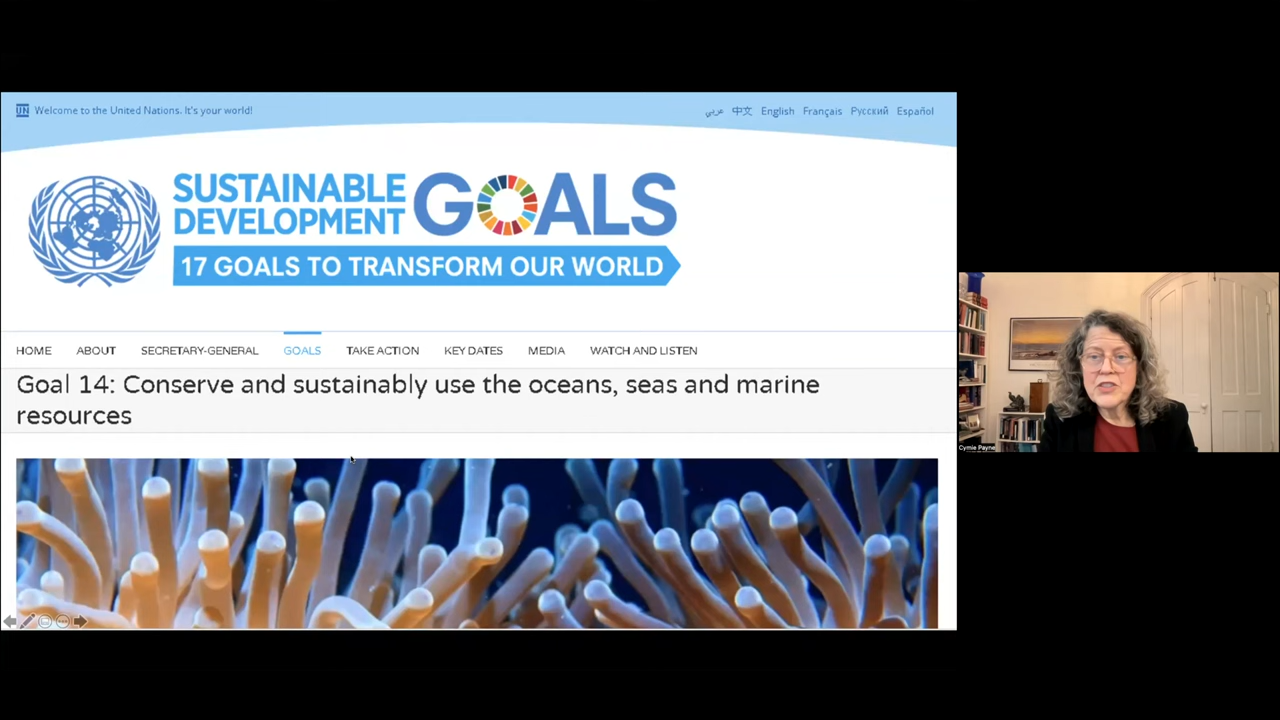 Welcome to the United Nations. It's your world!
عربي 中文 English Français Русский Español
SUSTAINABLE
DEVELOPMENT
GOALS
17 GOALS TO TRANSFORM OUR WORLD
HOME ABOUT SECRETARY-GENERAL GOALS TAKE ACTION KEY DATES MEDIA WATCH AND LISTEN
Goal 14: Conserve and sustainably use the oceans, seas and marine
resources
Cymie Payne